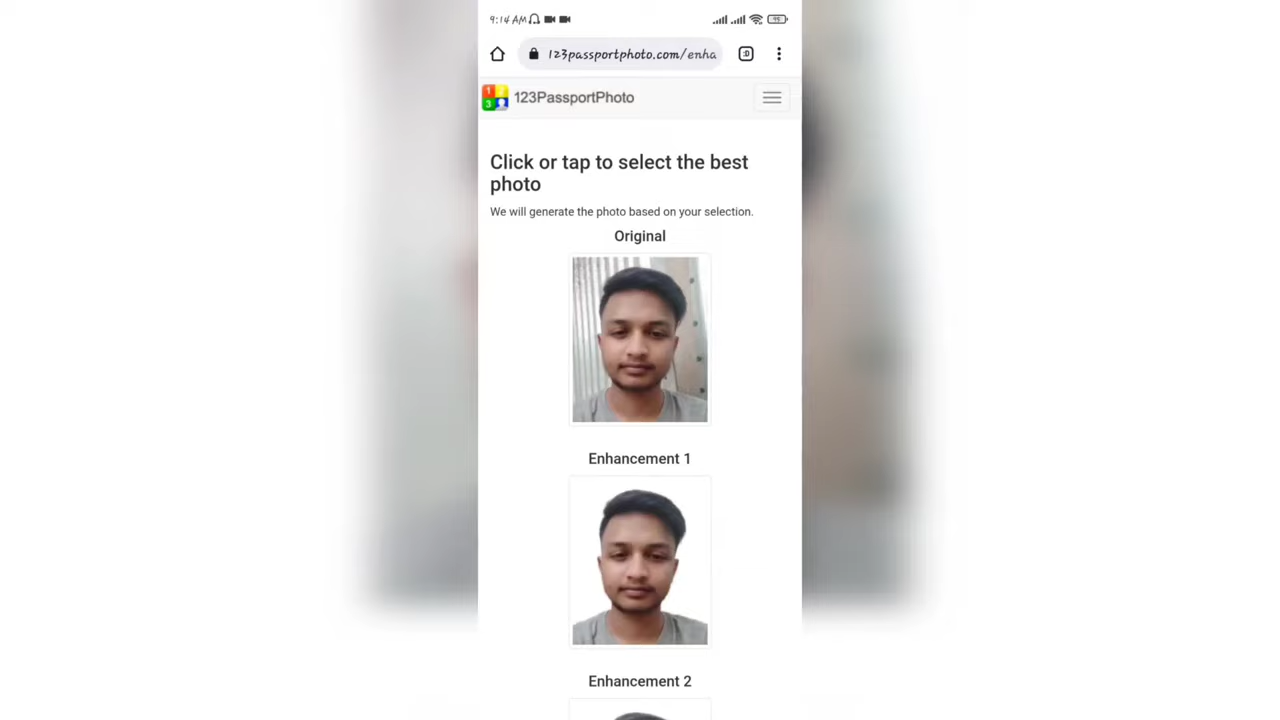 9:14 AM
95
123passportphoto.com/enha
:D
123PassportPhoto
Click or tap to select the best
photo
We will generate the photo based on your selection.
Original
Enhancement 1
Enhancement 2